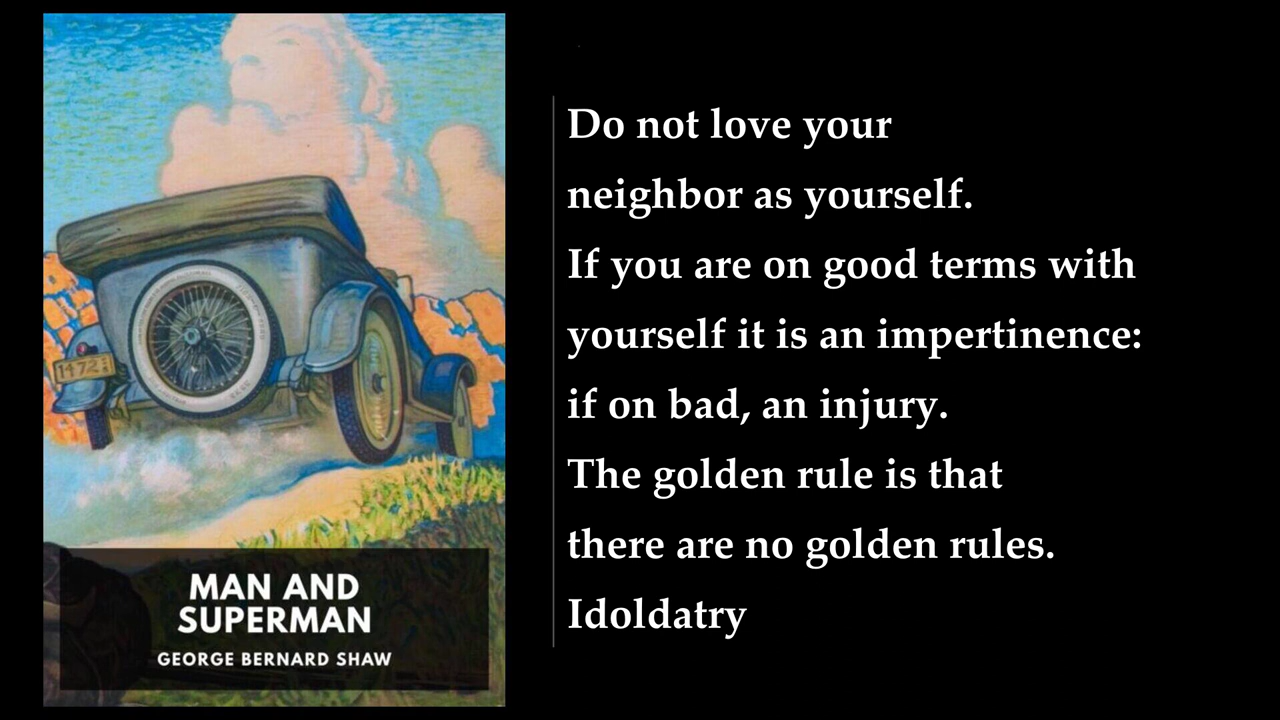 1472
MAN AND
SUPERMAN
GEORGE BERNARD SHAW
Do not love your
neighbor as yourself.
If you are on good terms with
yourself it is an impertinence:
if on bad, an injury.
The golden rule is that
there are no golden rules.
Idoldatry